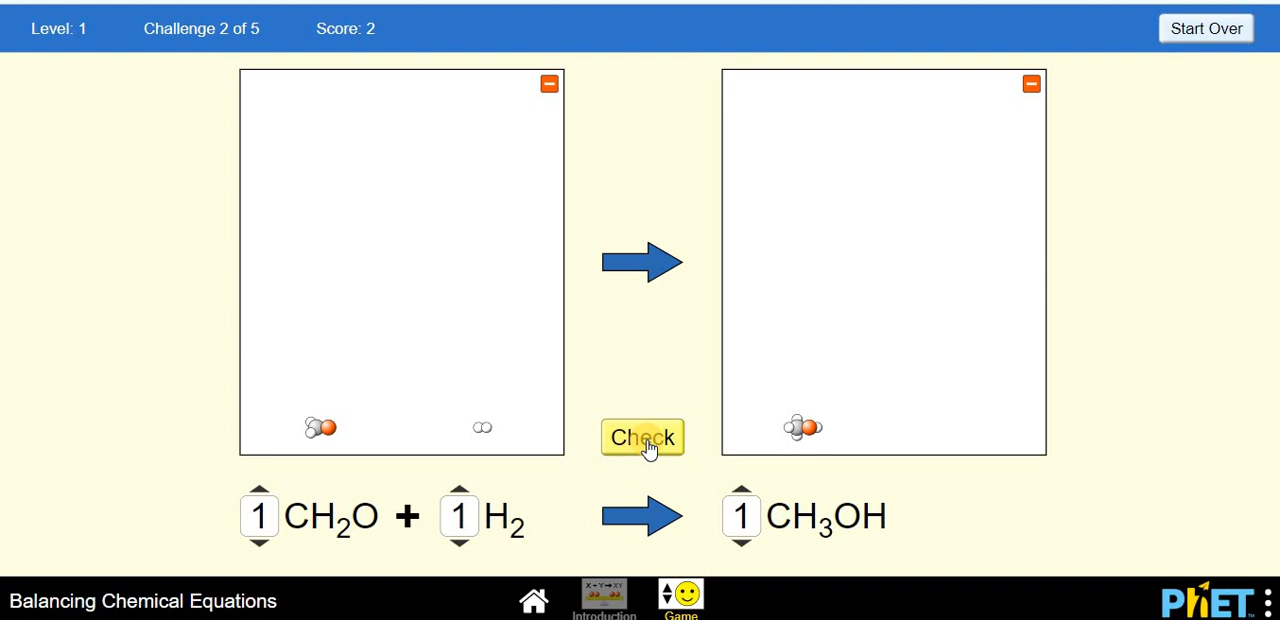 Level: 1 Challenge 2 of 5 Score: 2 Start Over
Check
1 CH₂O + 1 H₂ 1 CH₃OH
X + Y → XY
Balancing Chemical Equations Introduction Game PhET